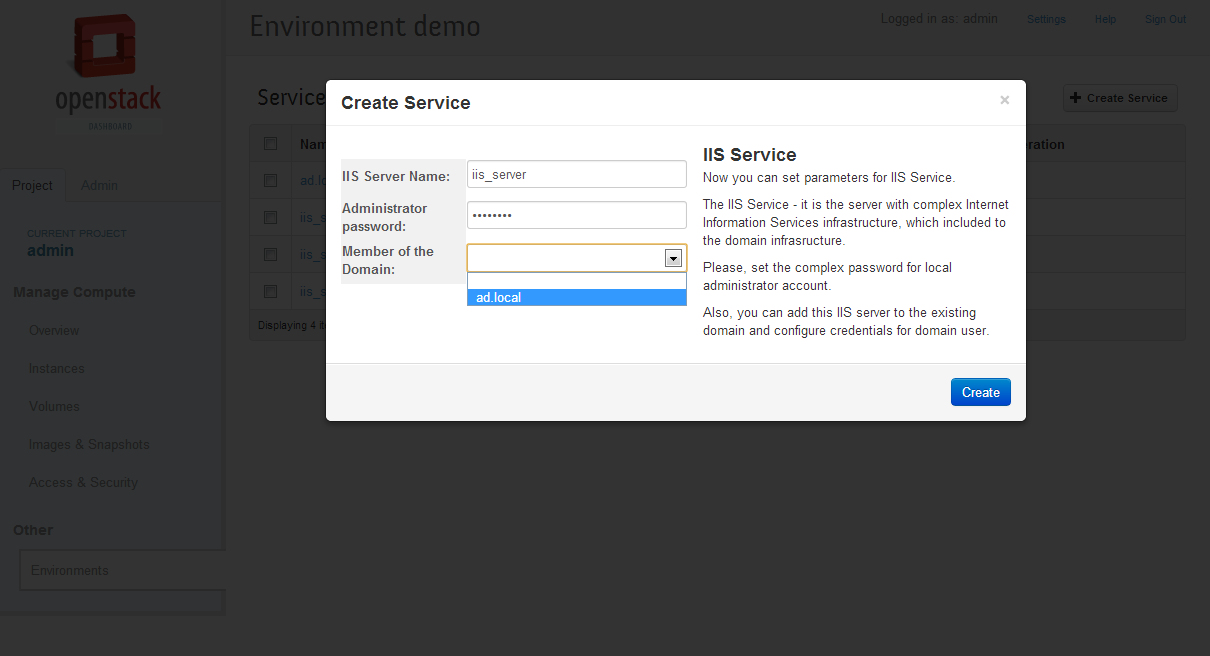 Environment demo
Logged in as: admin
Settings
Help
Sign Out
openstack
DASHBOARD
Project
Admin
CURRENT PROJECT
admin
Manage Compute
Overview
Instances
Volumes
Images & Snapshots
Access & Security
Other
Environments
Service
+ Create Service
Nam
ration
ad.lo
iis_s
iis_s
iis_s
Displaying 4 ite
Create Service
×
IIS Server Name:
iis_server
Administrator
password:
••••••••
Member of the
Domain:
ad.local
IIS Service
Now you can set parameters for IIS Service.
The IIS Service - it is the server with complex Internet
Information Services infrastructure, which included to
the domain infrasructure.
Please, set the complex password for local
administrator account.
Also, you can add this IIS server to the existing
domain and configure credentials for domain user.
Create